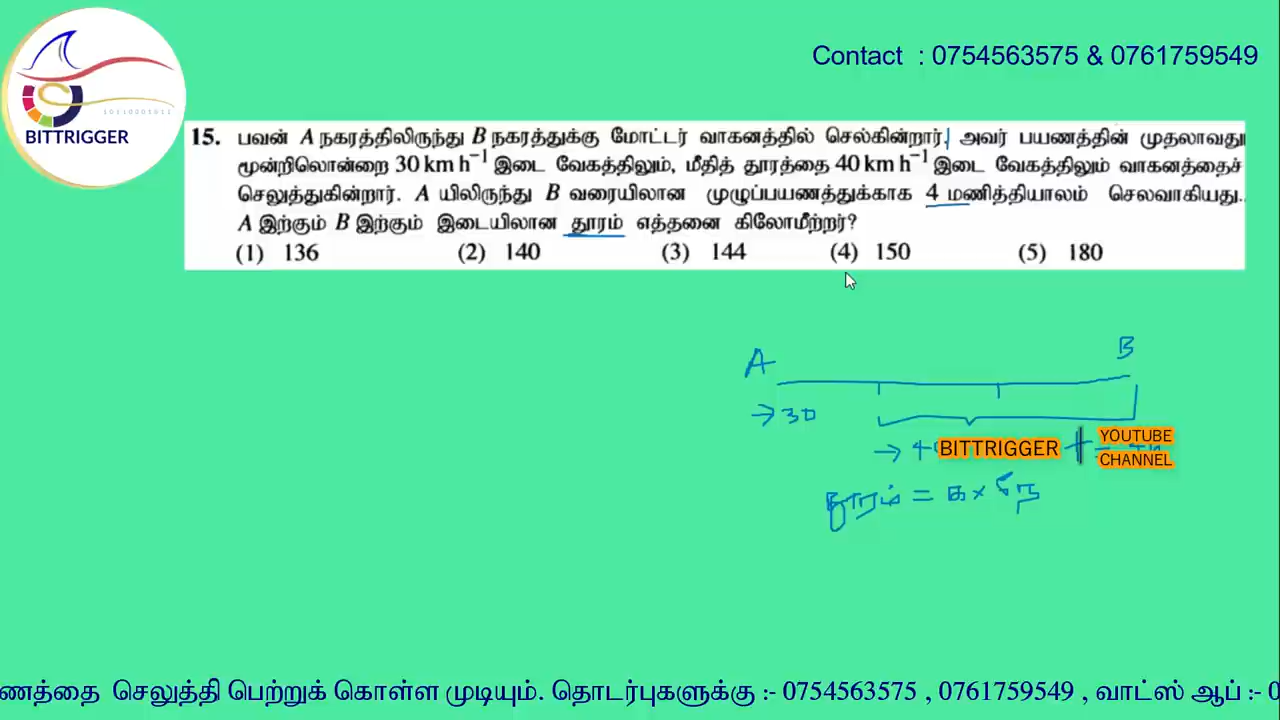 Contact : 0754563575 & 0761759549
10110001011
BITTRIGGER
15. பவன் A நகரத்திலிருந்து B நகரத்துக்கு மோட்டர் வாகனத்தில் செல்கின்றார். அவர் பயணத்தின் முதலாவது
மூன்றிலொன்றை 30 km h⁻¹ இடை வேகத்திலும், மீதித் தூரத்தை 40 km h⁻¹ இடை வேகத்திலும் வாகனத்தைச்
செலுத்துகின்றார். A யிலிருந்து B வரையிலான முழுப்பயணத்துக்காக 4 மணித்தியாலம் செலவாகியது.
A இற்கும் B இற்கும் இடையிலான தூரம் எத்தனை கிலோமீற்றர்?
(1) 136 (2) 140 (3) 144 (4) 150 (5) 180
A B
→ 30
→ 4 BITTRIGGER YOUTUBE
CHANNEL
தூரம் = க × நே
ணத்தை செலுத்தி பெற்றுக் கொள்ள முடியும். தொடர்புகளுக்கு :- 0754563575 , 0761759549 , வாட்ஸ் ஆப் :- 0